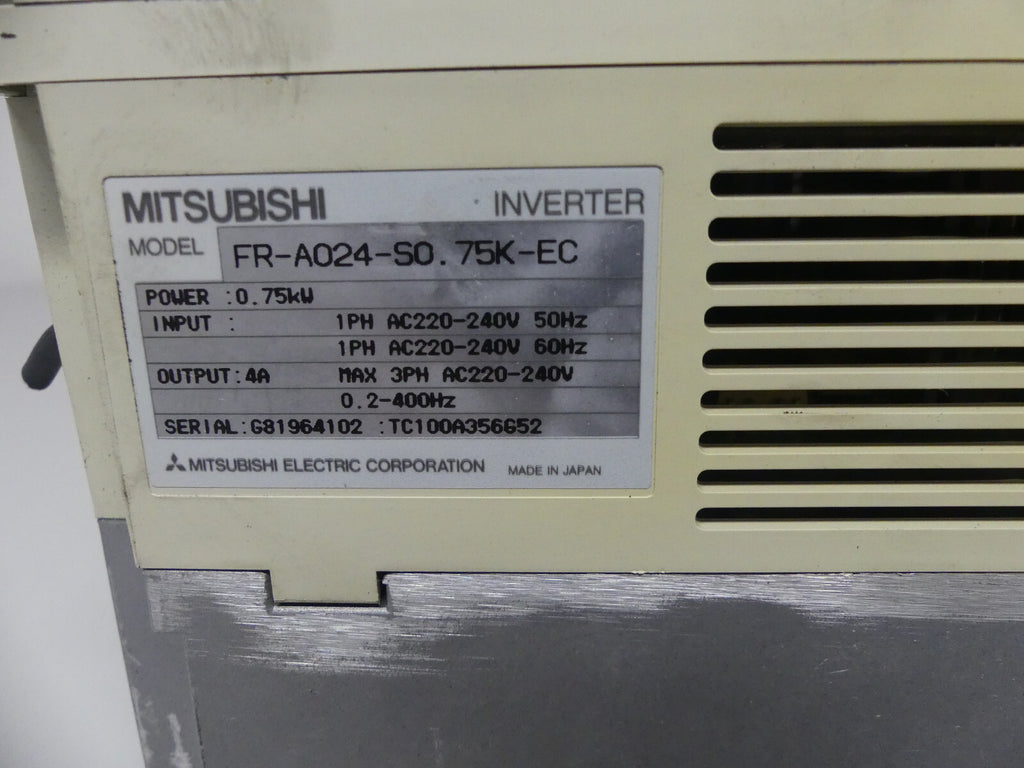 MITSUBISHI INVERTER
MODEL FR-A024-S0.75K-EC
POWER :0.75kW
INPUT : 1PH AC220-240V 50Hz
1PH AC220-240V 60Hz
OUTPUT:4A MAX 3PH AC220-240V
0.2-400Hz
SERIAL:G81964102 :TC100A356G52
MITSUBISHI ELECTRIC CORPORATION MADE IN JAPAN